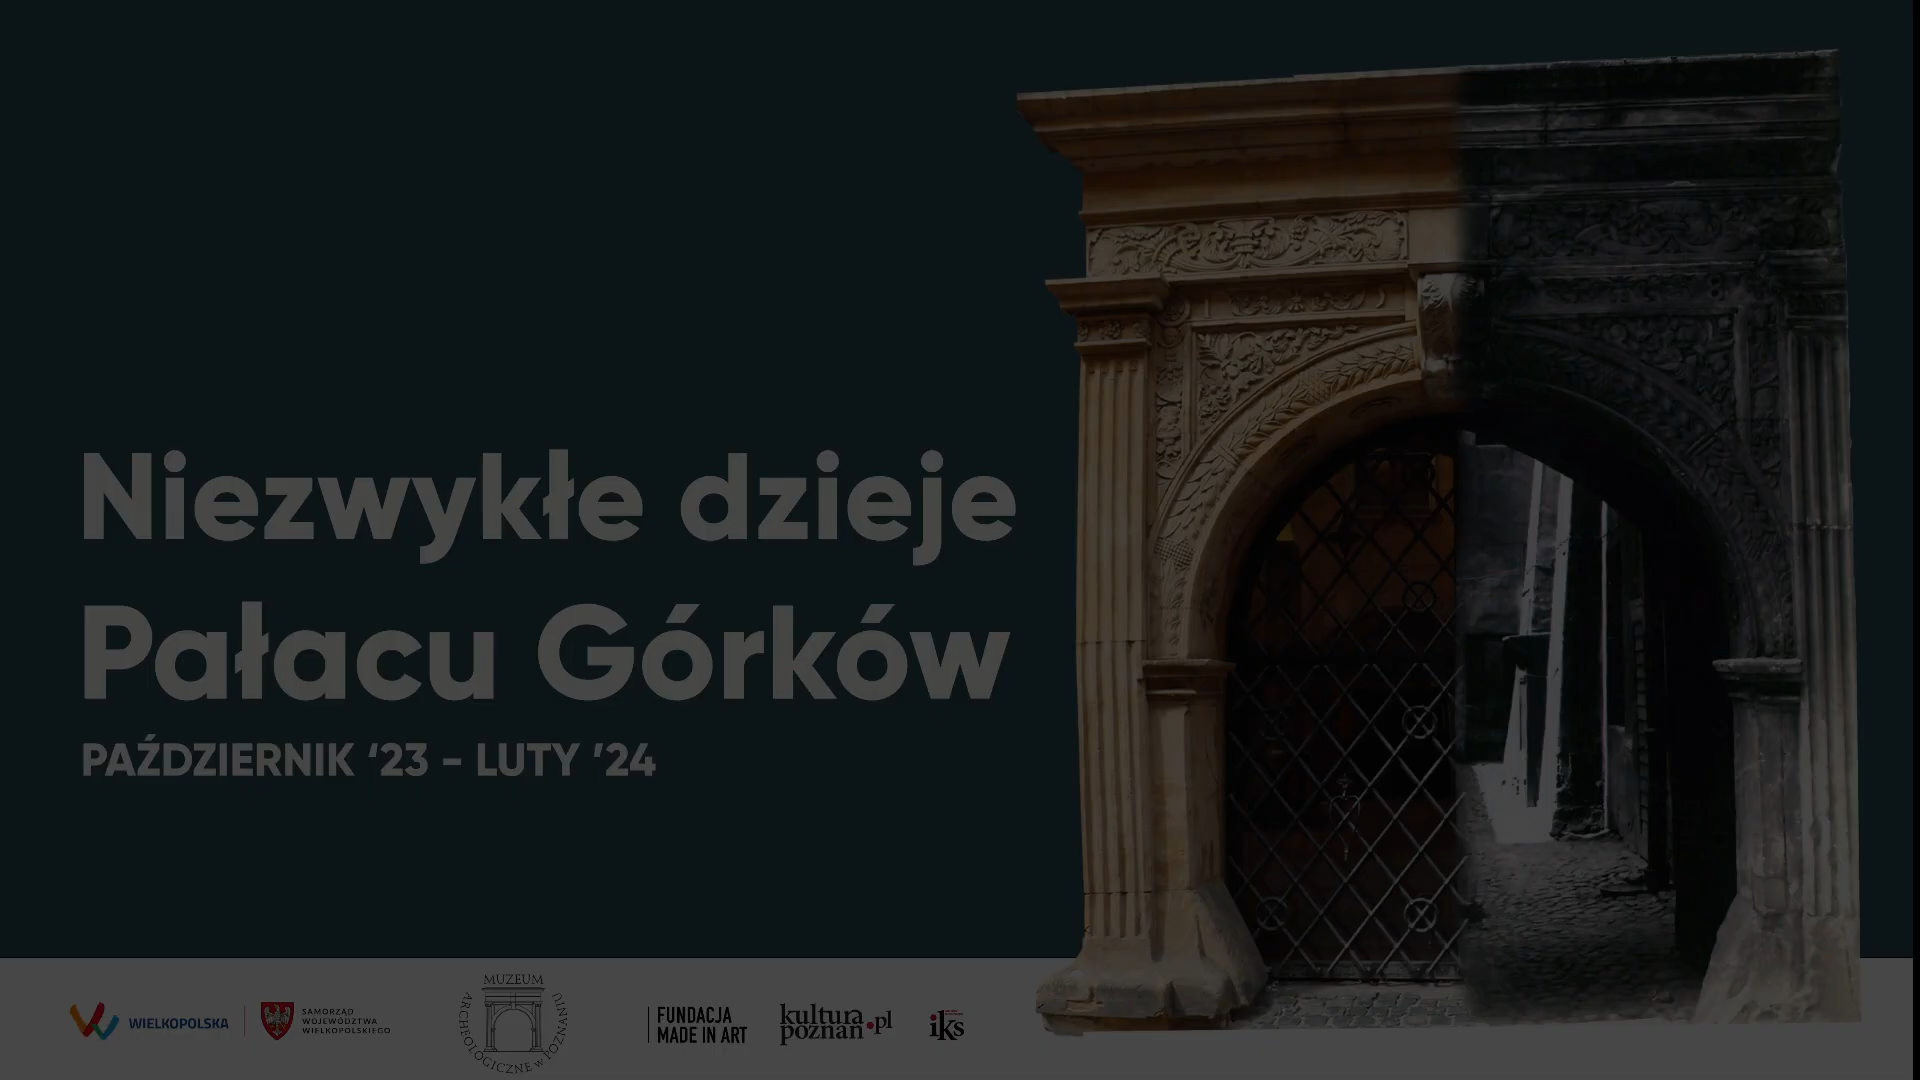 Niezwykłe dzieje
Pałacu Górków
PAŹDZIERNIK ‘23 - LUTY ’24
WIELKOPOLSKA
SAMORZĄD
WOJEWÓDZTWA
WIELKOPOLSKIEGO
MUZEUM
ARCHEOLOGICZNE w POZNANIU
FUNDACJA
MADE IN ART
kultura
poznan.pl
iks